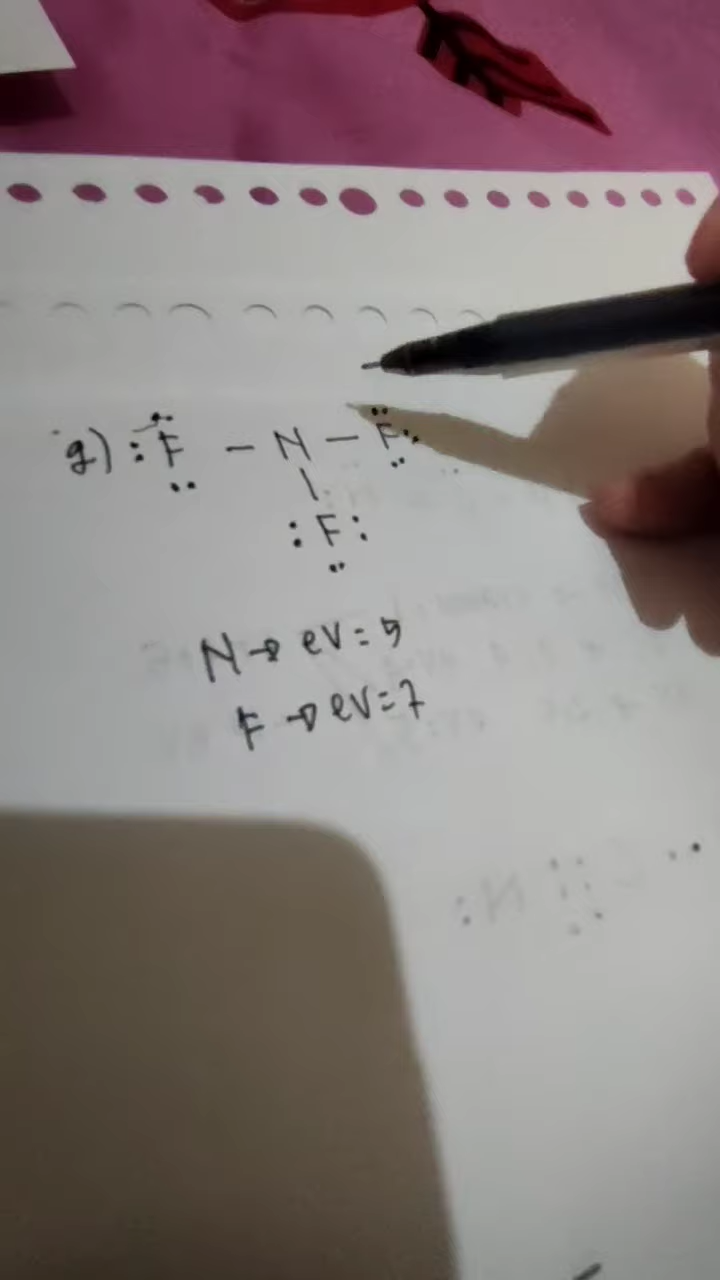 g) :F̤̈ – N – F̤̈:
|
:F̤:
N → eV = 5
F → eV = 7
:N